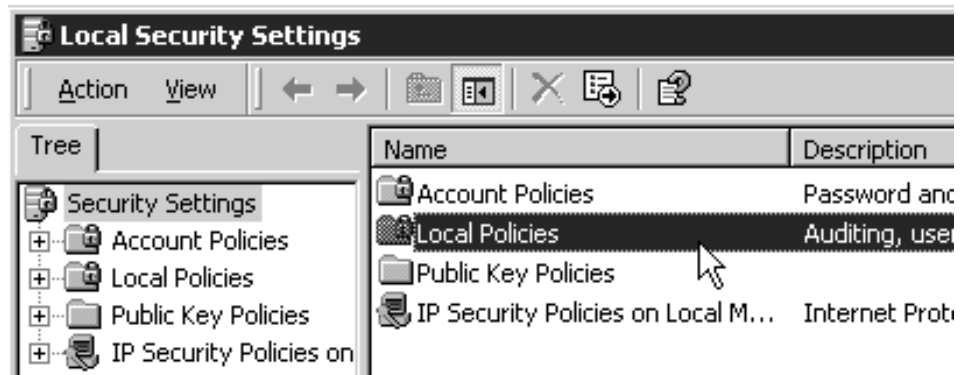 Local Security Settings
Action View
Tree
Name Description
Security Settings
Account Policies
Local Policies
Public Key Policies
IP Security Policies on
Account Policies Password and
Local Policies Auditing, user
Public Key Policies
IP Security Policies on Local M... Internet Proto